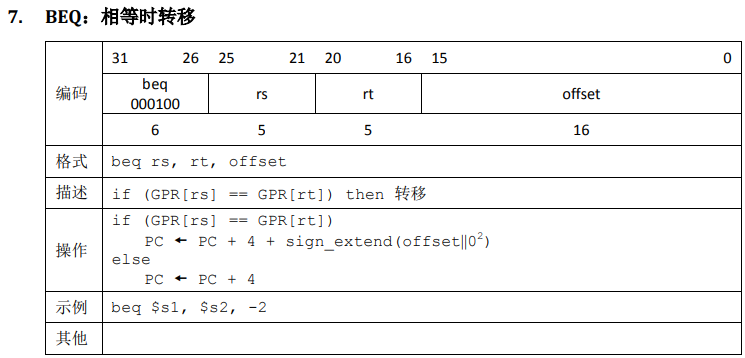 7. BEQ：相等时转移
31 26 25 21 20 16 15 0
编码 beq 000100 rs rt offset
6 5 5 16
格式 beq rs, rt, offset
描述 if (GPR[rs] == GPR[rt]) then 转移
操作 if (GPR[rs] == GPR[rt])
PC ← PC + 4 + sign_extend(offset||0²)
else
PC ← PC + 4
示例 beq $s1, $s2, -2
其他